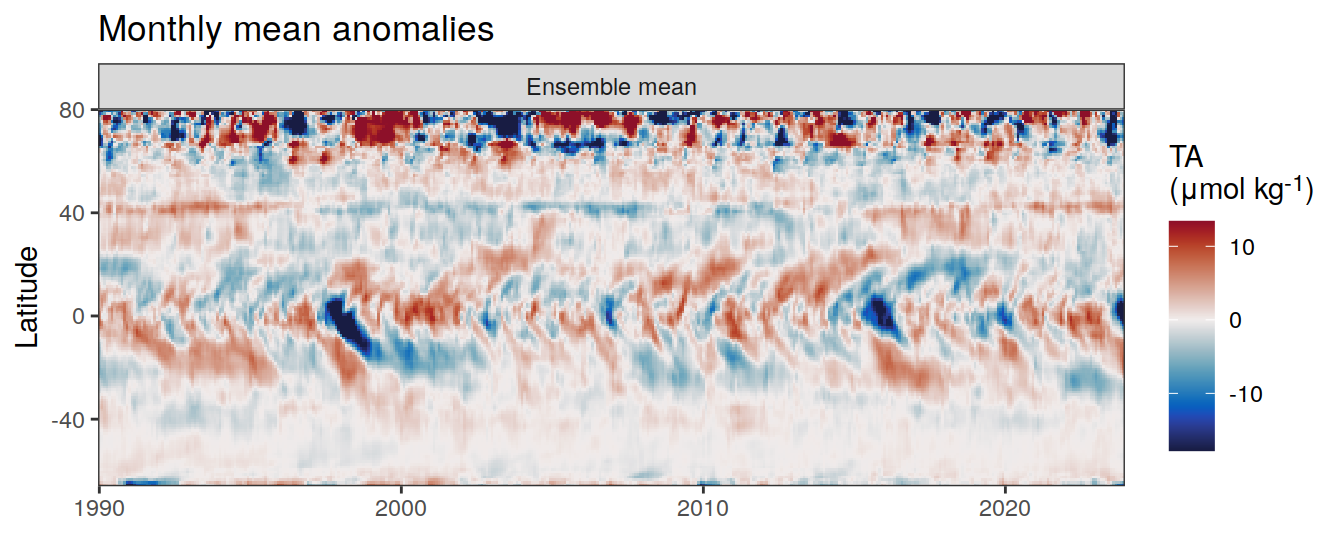 Monthly mean anomalies
Ensemble mean
80
40
0
-40
Latitude
1990
2000
2010
2020
TA
(μmol kg⁻¹)
10
0
-10